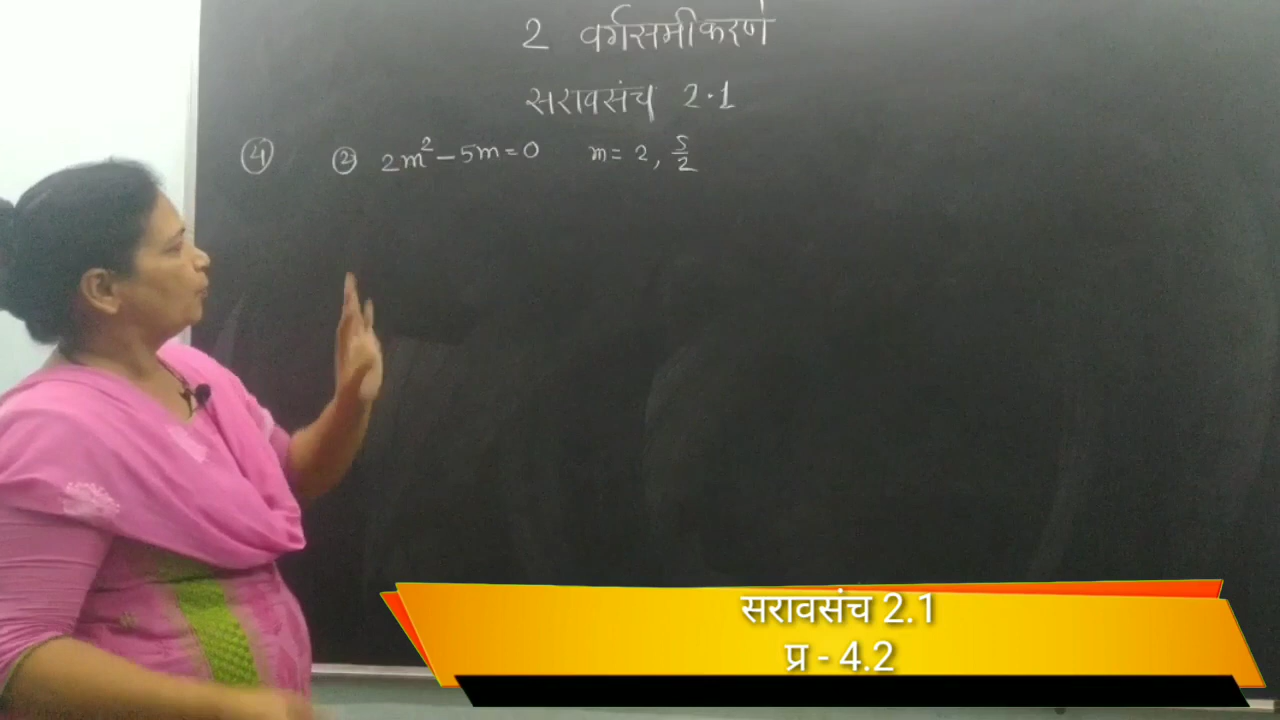 2 वर्गसमीकरणे
सरावसंच 2.1
④ ② 2m² - 5m = 0 m = 2, 5/2
सरावसंच 2.1
प्र - 4.2